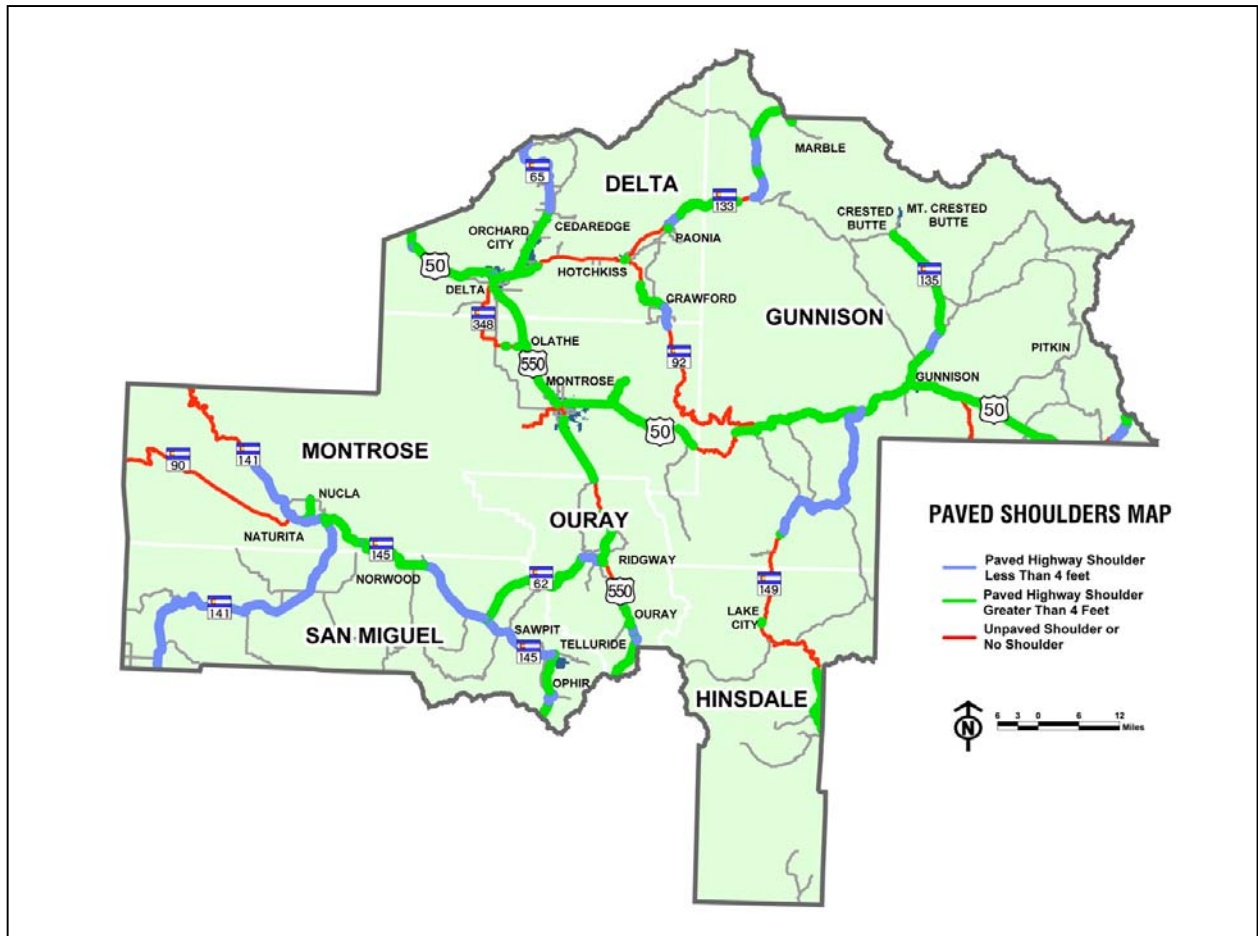 MARBLE
65
DELTA
133
CRESTED
BUTTE
MT. CRESTED
BUTTE
ORCHARD
CITY
CEDAREDGE
PAONIA
50
HOTCHKISS
135
DELTA
CRAWFORD
GUNNISON
348
OLATHE
PITKIN
550
92
MONTROSE
GUNNISON
50
50
MONTROSE
141
90
NUCLA
OURAY
NATURITA
145
RIDGWAY
NORWOOD
62
550
149
141
LAKE
CITY
OURAY
SAWPIT
SAN MIGUEL
TELLURIDE
145
OPHIR
HINSDALE
PAVED SHOULDERS MAP
Paved Highway Shoulder
Less Than 4 feet
Paved Highway Shoulder
Greater Than 4 Feet
Unpaved Shoulder or
No Shoulder
N
6 3 0 6 12
Miles